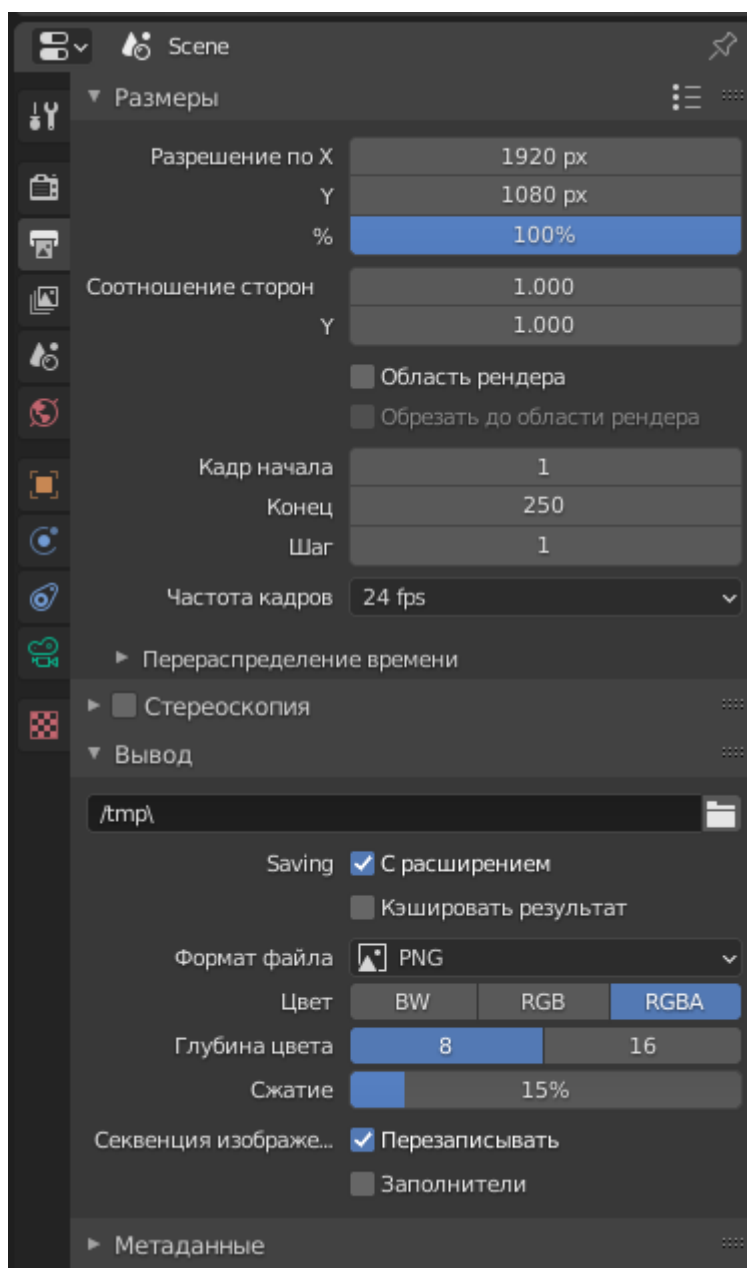 Scene
Размеры
Разрешение по X 1920 px
Y 1080 px
% 100%
Соотношение сторон 1.000
Y 1.000
Область рендера
Обрезать до области рендера
Кадр начала 1
Конец 250
Шаг 1
Частота кадров 24 fps
Перераспределение времени
Стереоскопия
Вывод
/tmp\
Saving С расширением
Кэшировать результат
Формат файла PNG
Цвет BW RGB RGBA
Глубина цвета 8 16
Сжатие 15%
Секвенция изображе... Перезаписывать
Заполнители
Метаданные